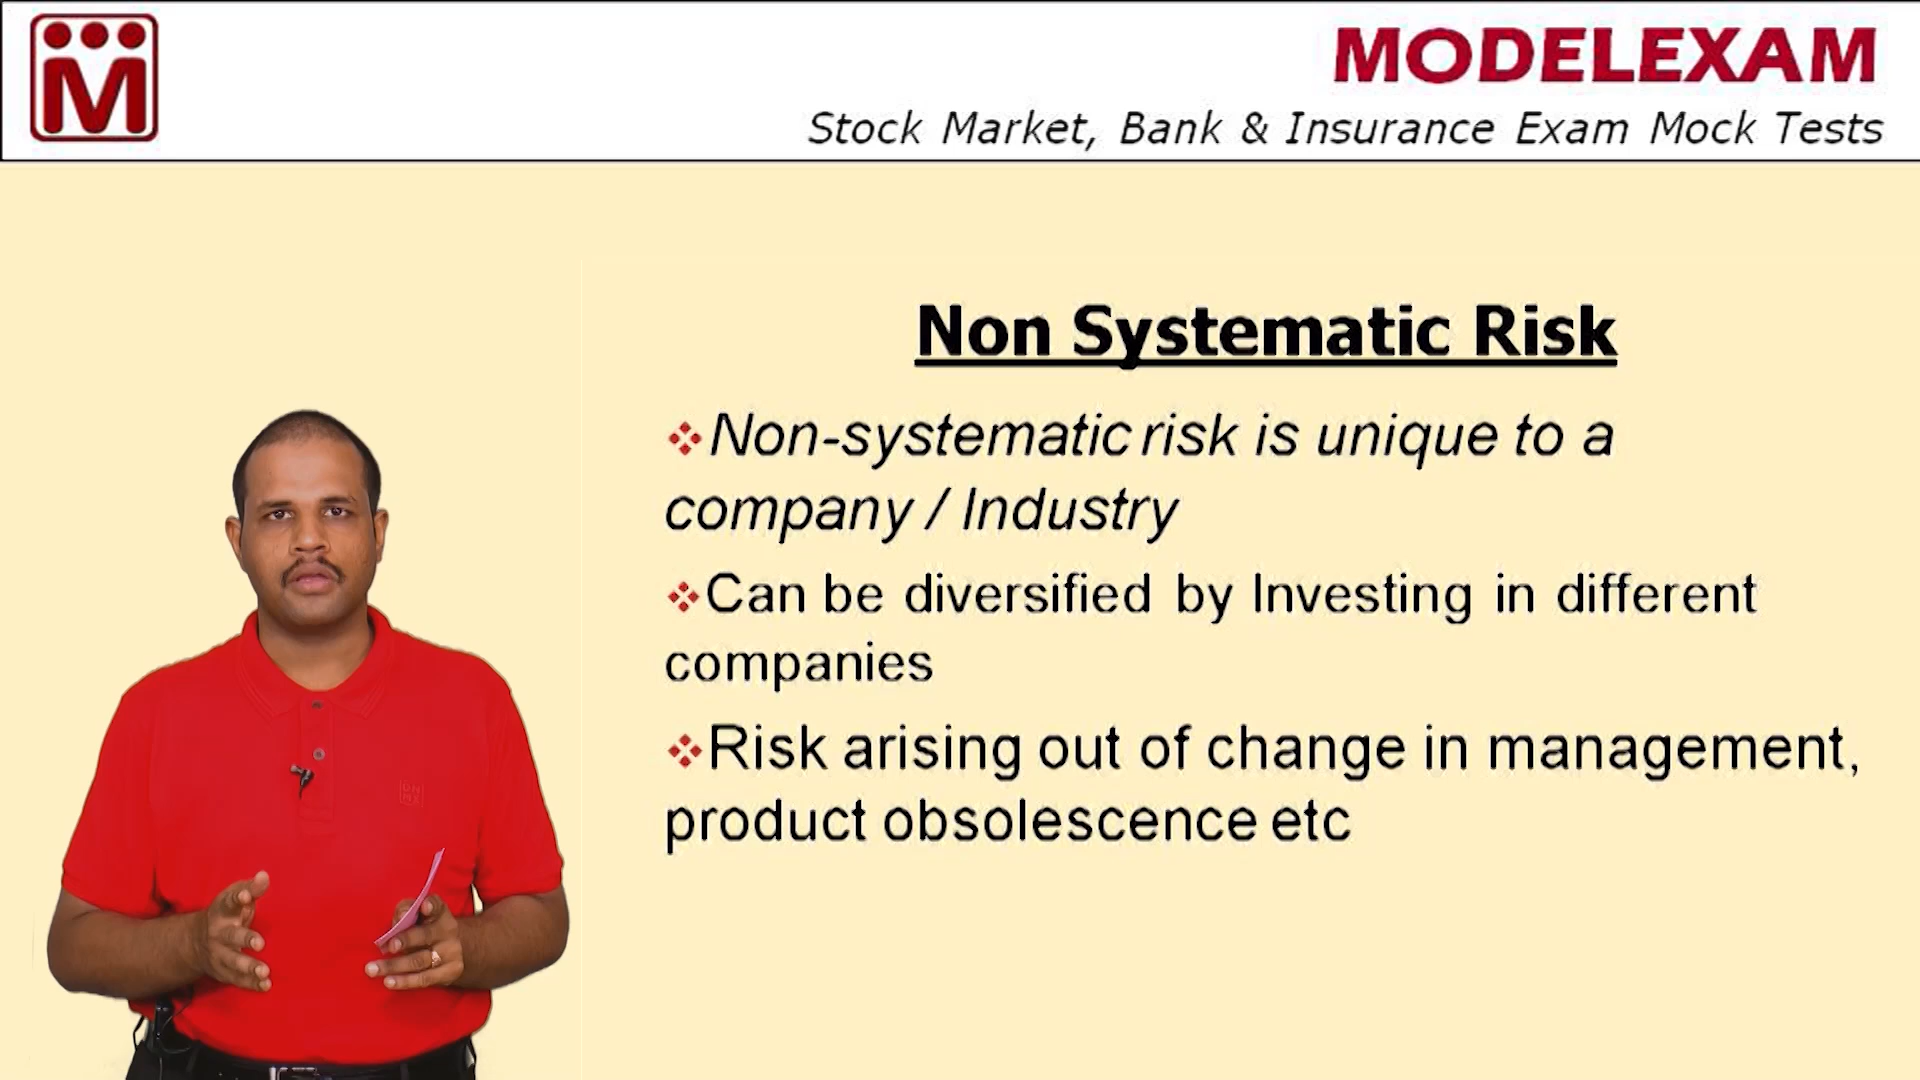 M
MODELEXAM
Stock Market, Bank & Insurance Exam Mock Tests
Non Systematic Risk
Non-systematic risk is unique to a
company / Industry
Can be diversified by Investing in different
companies
Risk arising out of change in management,
product obsolescence etc